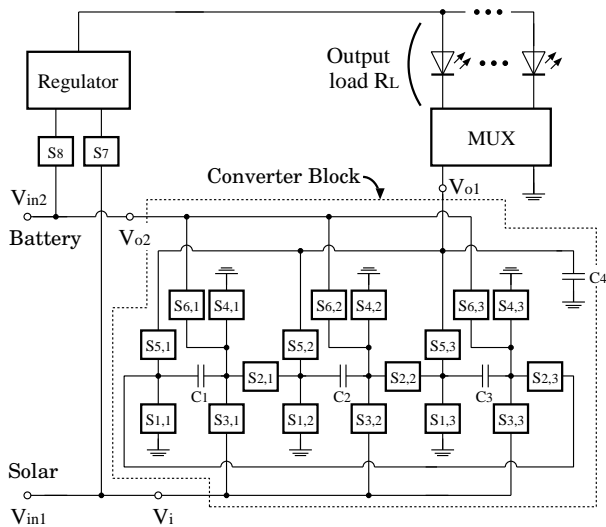 Output
load RL
Regulator
MUX
S8
S7
Converter Block
Vo1
Vin2
Battery
Vo2
C4
S6,1
S4,1
S6,2
S4,2
S6,3
S4,3
S5,1
S5,2
S5,3
C1
S2,1
C2
S2,2
C3
S2,3
S1,1
S3,1
S1,2
S3,2
S1,3
S3,3
Solar
Vin1
Vi